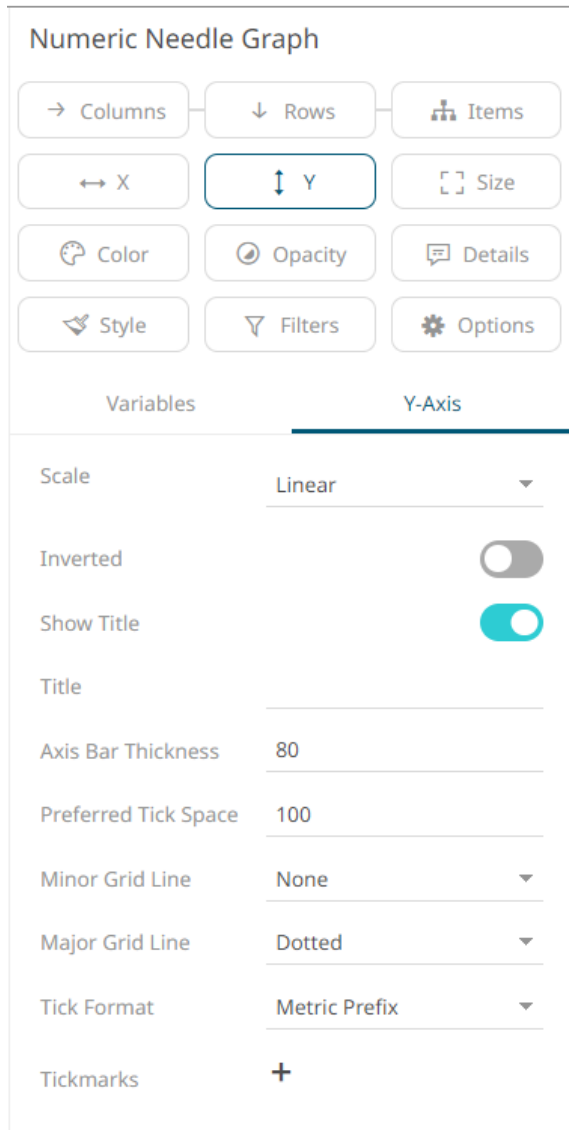 Numeric Needle Graph
Columns Rows Items
X Y Size
Color Opacity Details
Style Filters Options
Variables Y-Axis
Scale Linear
Inverted
Show Title
Title
Axis Bar Thickness 80
Preferred Tick Space 100
Minor Grid Line None
Major Grid Line Dotted
Tick Format Metric Prefix
Tickmarks +